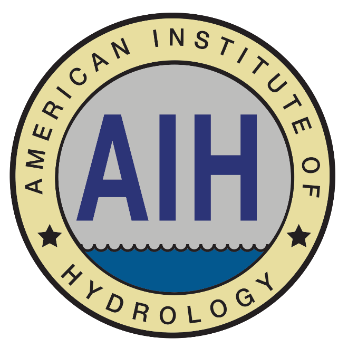 AMERICAN INSTITUTE OF
AIH
HYDROLOGY